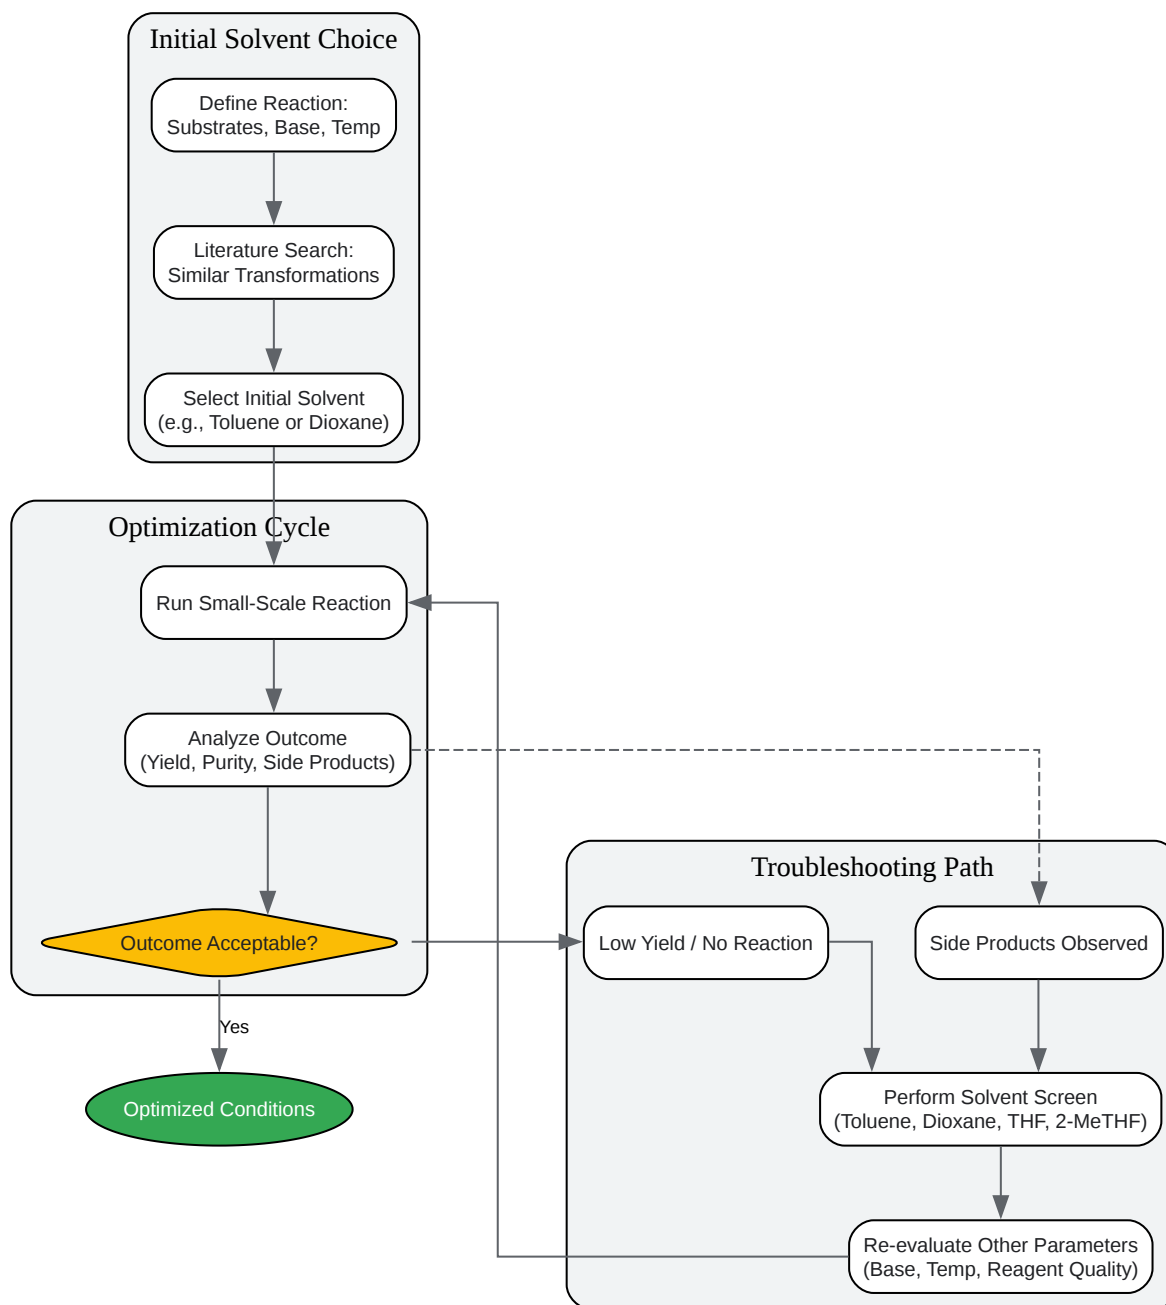 Initial Solvent Choice
Define Reaction:
Substrates, Base, Temp
Literature Search:
Similar Transformations
Select Initial Solvent
(e.g., Toluene or Dioxane)
Optimization Cycle
Run Small-Scale Reaction
Analyze Outcome
(Yield, Purity, Side Products)
Outcome Acceptable?
Yes
Optimized Conditions
Troubleshooting Path
Low Yield / No Reaction
Side Products Observed
Perform Solvent Screen
(Toluene, Dioxane, THF, 2-MeTHF)
Re-evaluate Other Parameters
(Base, Temp, Reagent Quality)